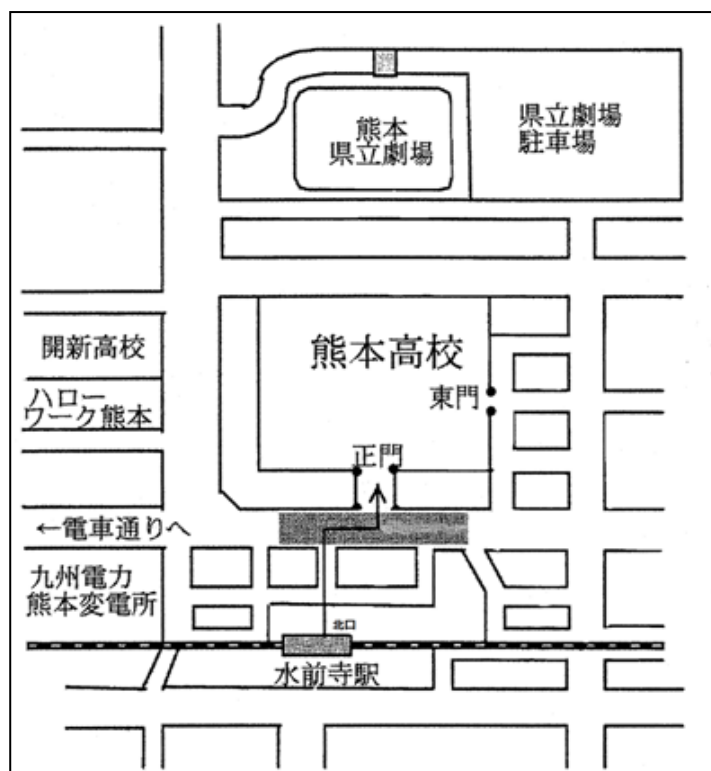 熊本
県立劇場
県立劇場
駐車場
開新高校
熊本高校
ハロー
ワーク熊本
東門
正門
←電車通りへ
九州電力
熊本変電所
北口
水前寺駅